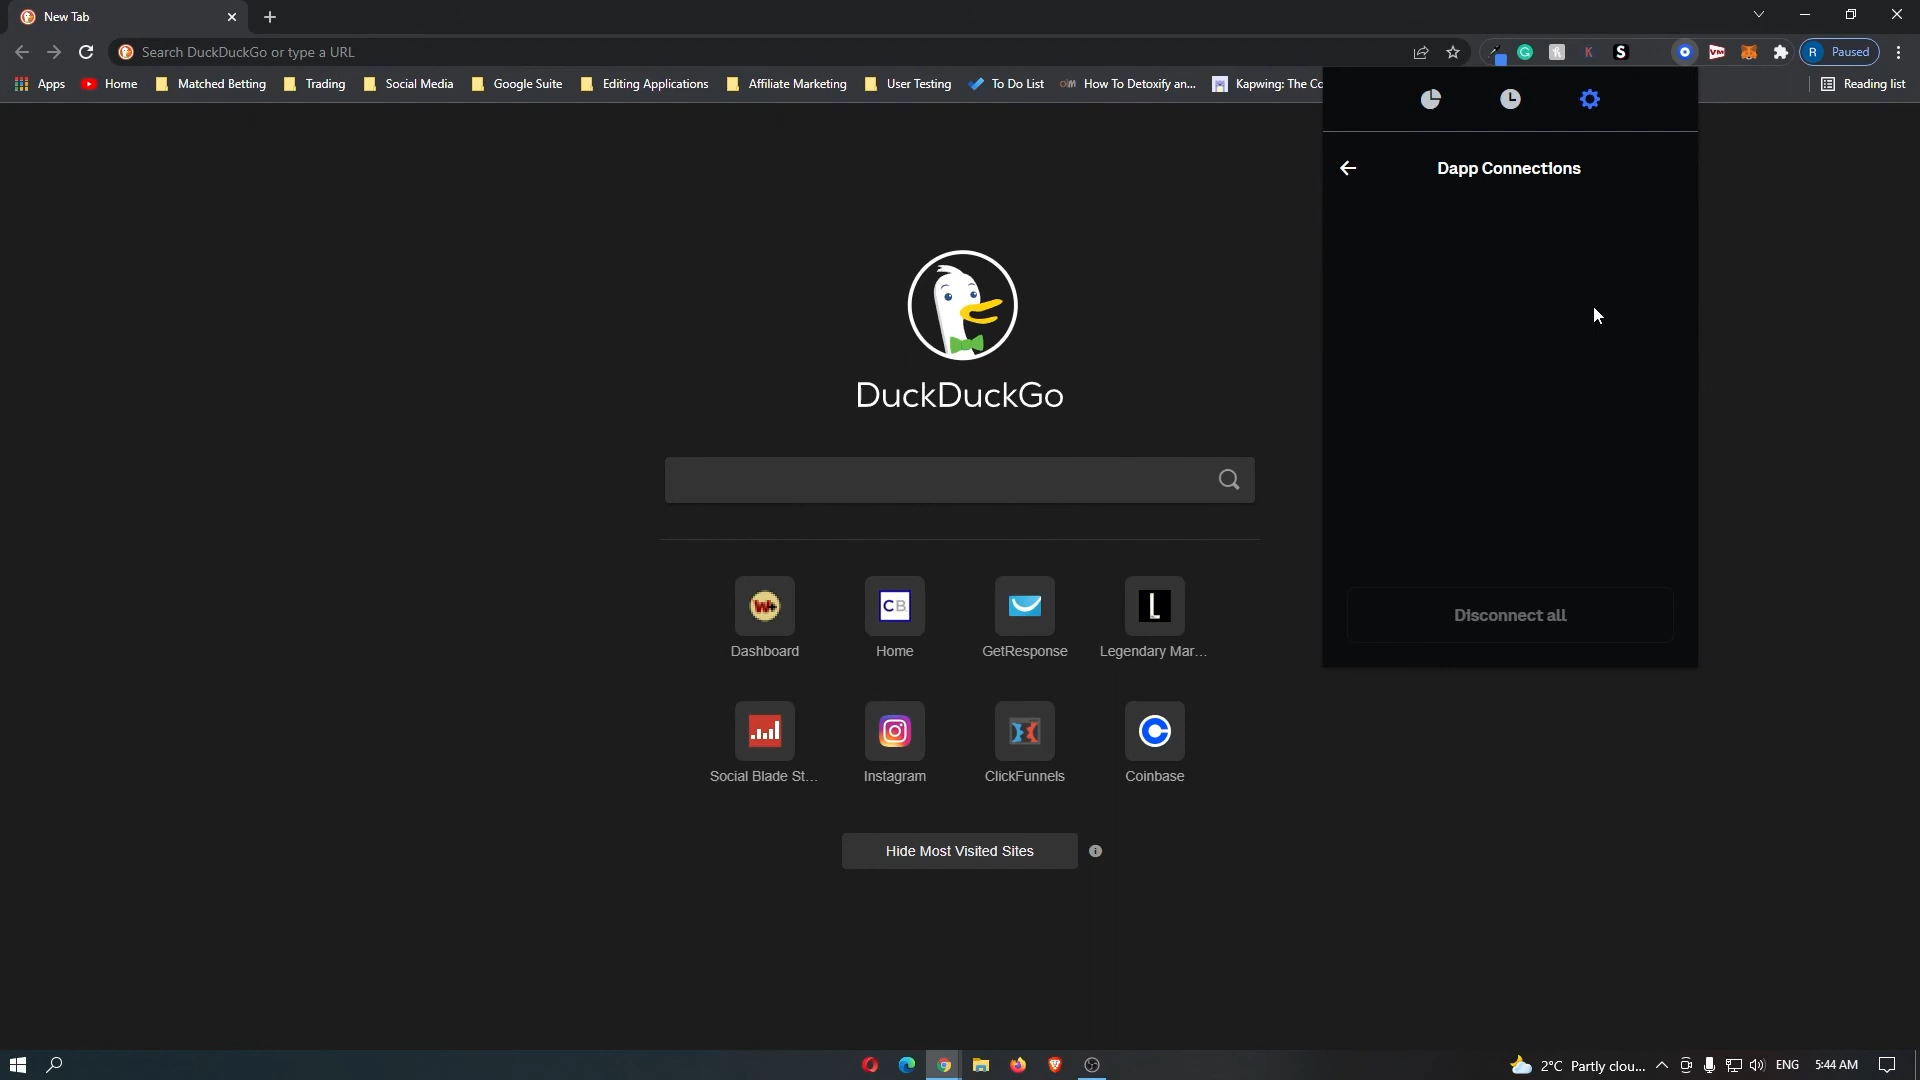 New Tab
Search DuckDuckGo or type a URL
R Paused
Apps Home Matched Betting Trading Social Media Google Suite Editing Applications Affiliate Marketing User Testing To Do List How To Detoxify an... Kapwing: The Co Reading list
Dapp Connections
DuckDuckGo
Dashboard Home GetResponse Legendary Mar...
Social Blade St... Instagram ClickFunnels Coinbase
Disconnect all
Hide Most Visited Sites
2°C Partly clou... ENG 5:44 AM